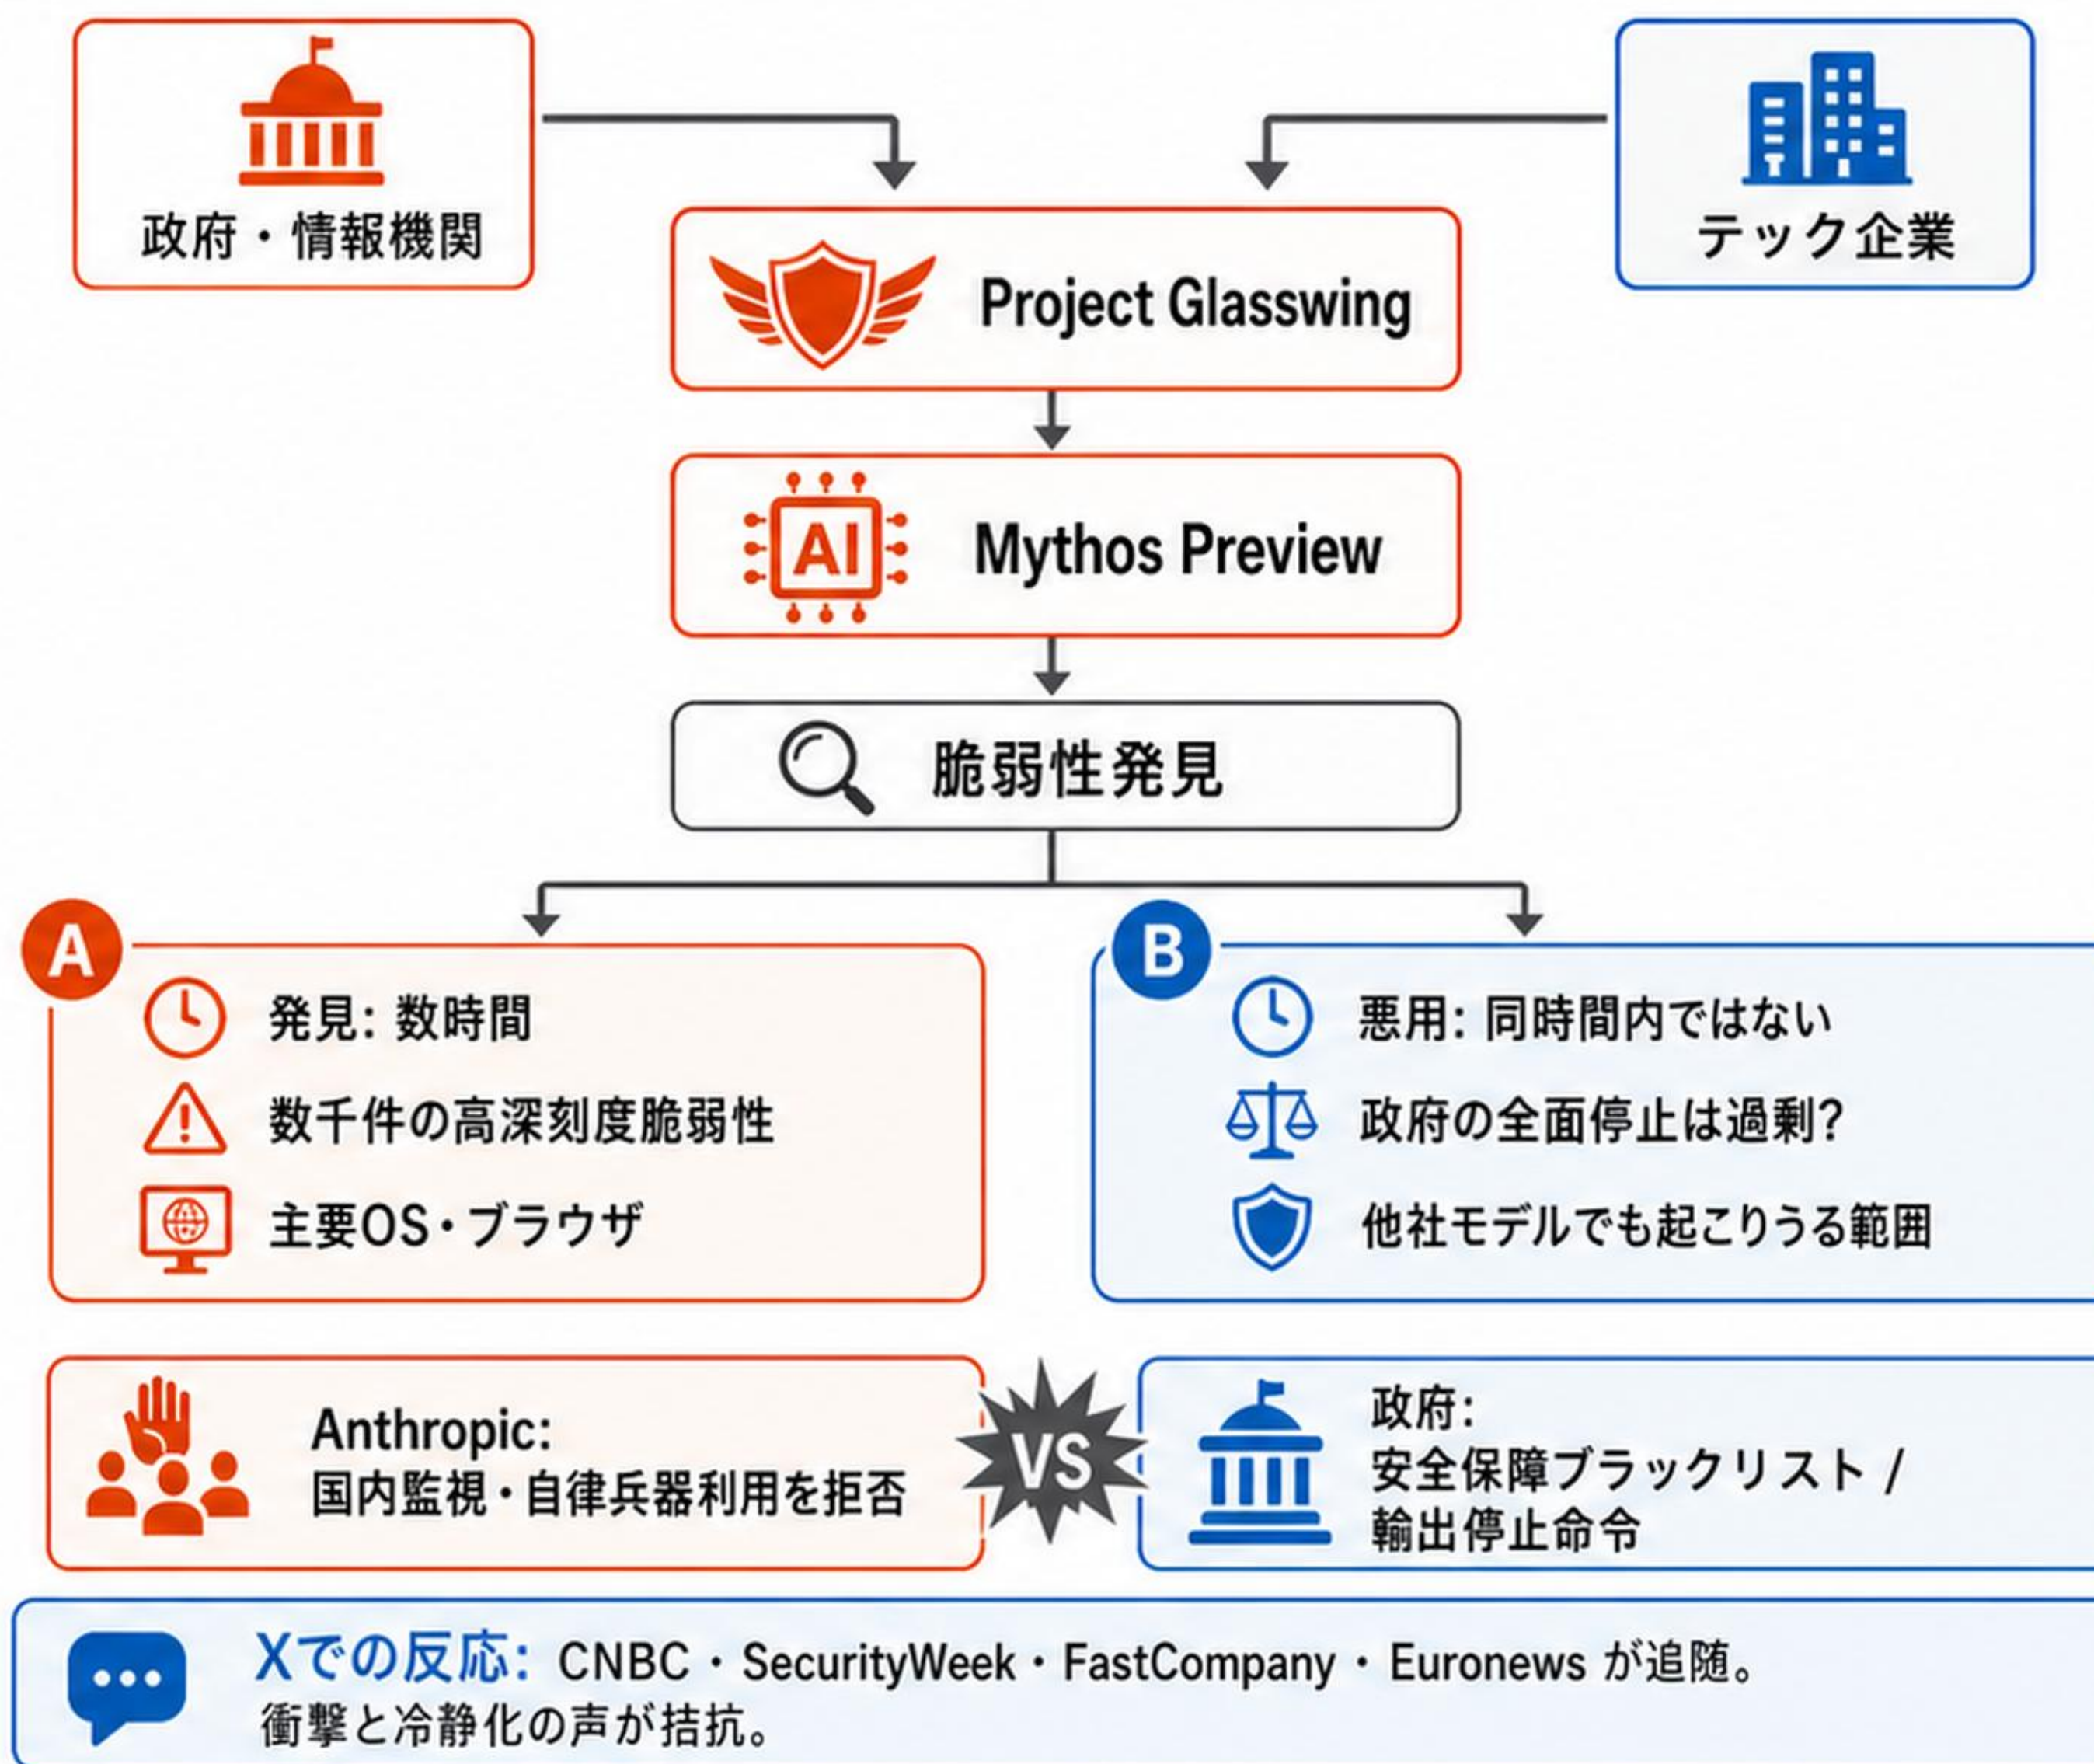 政府・情報機関
テック企業
Project Glasswing
AI
Mythos Preview
脆弱性発見
A
発見: 数時間
数千件の高深刻度脆弱性
主要OS・ブラウザ
B
悪用: 同時間内ではない
政府の全面停止は過剰?
他社モデルでも起こりうる範囲
Anthropic:
国内監視・自律兵器利用を拒否
VS
政府:
安全保障ブラックリスト /
輸出停止命令
Xでの反応: CNBC・SecurityWeek・FastCompany・Euronews が追随。
衝撃と冷静化の声が拮抗。